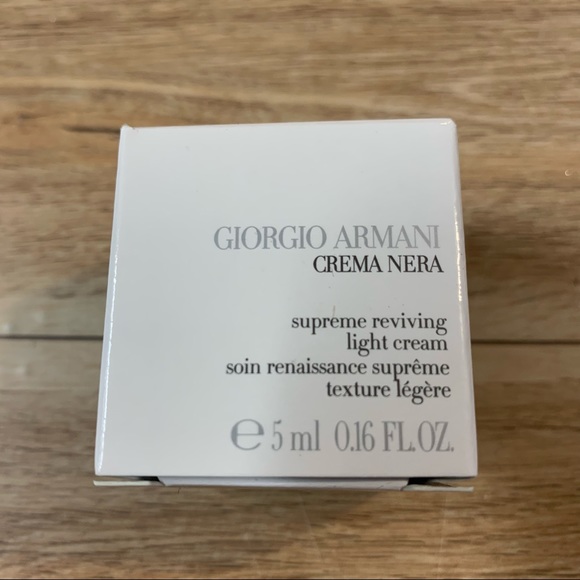 GIORGIO ARMANI
CREMA NERA
supreme reviving
light cream
soin renaissance suprême
texture légère
℮ 5 ml 0.16 FL.OZ.